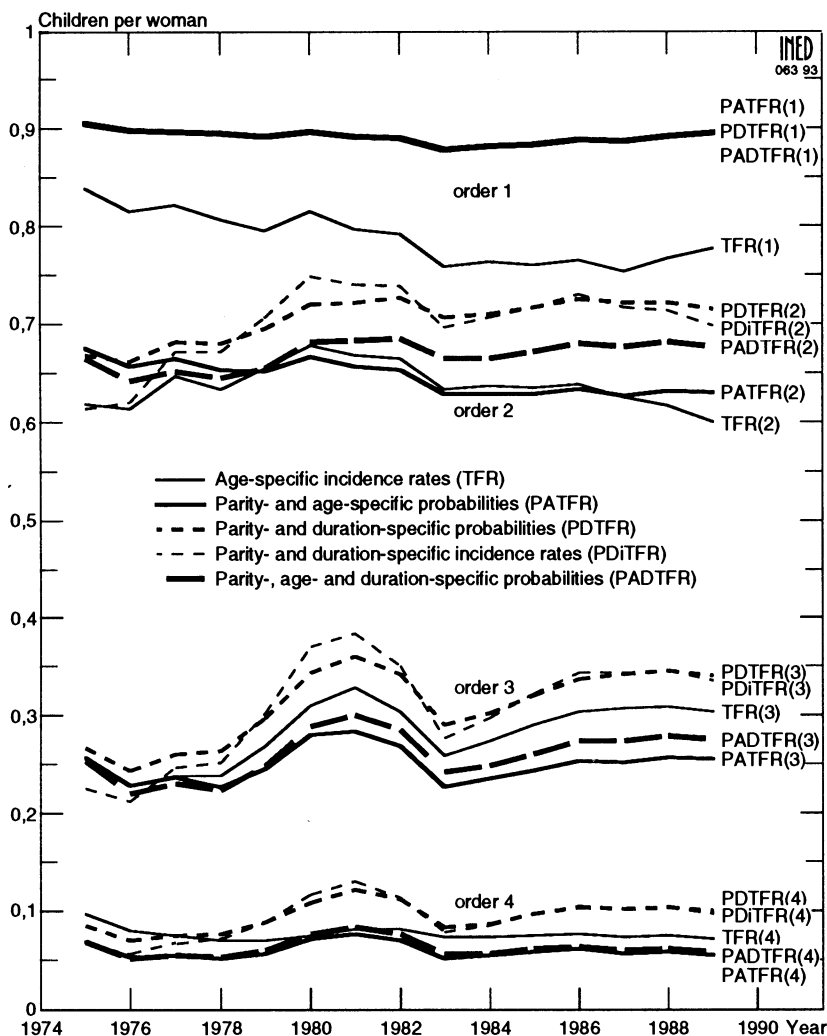 Children per woman
1
INED
063 93
PATFR(1)
0,9
PDTFR(1)
PADTFR(1)
order 1
0,8
TFR(1)
PDTFR(2)
0,7
PDiTFR(2)
PADTFR(2)
PATFR(2)
0,6
order 2
TFR(2)
Age-specific incidence rates (TFR)
Parity- and age-specific probabilities (PATFR)
0,5
Parity- and duration-specific probabilities (PDTFR)
Parity- and duration-specific incidence rates (PDiTFR)
Parity-, age- and duration-specific probabilities (PADTFR)
0,4
PDTFR(3)
order 3
PDiTFR(3)
0,3
TFR(3)
PADTFR(3)
PATFR(3)
0,2
order 4
PDTFR(4)
0,1
PDiTFR(4)
TFR(4)
PADTFR(4)
PATFR(4)
0
1974 1976 1978 1980 1982 1984 1986 1988 1990 Year